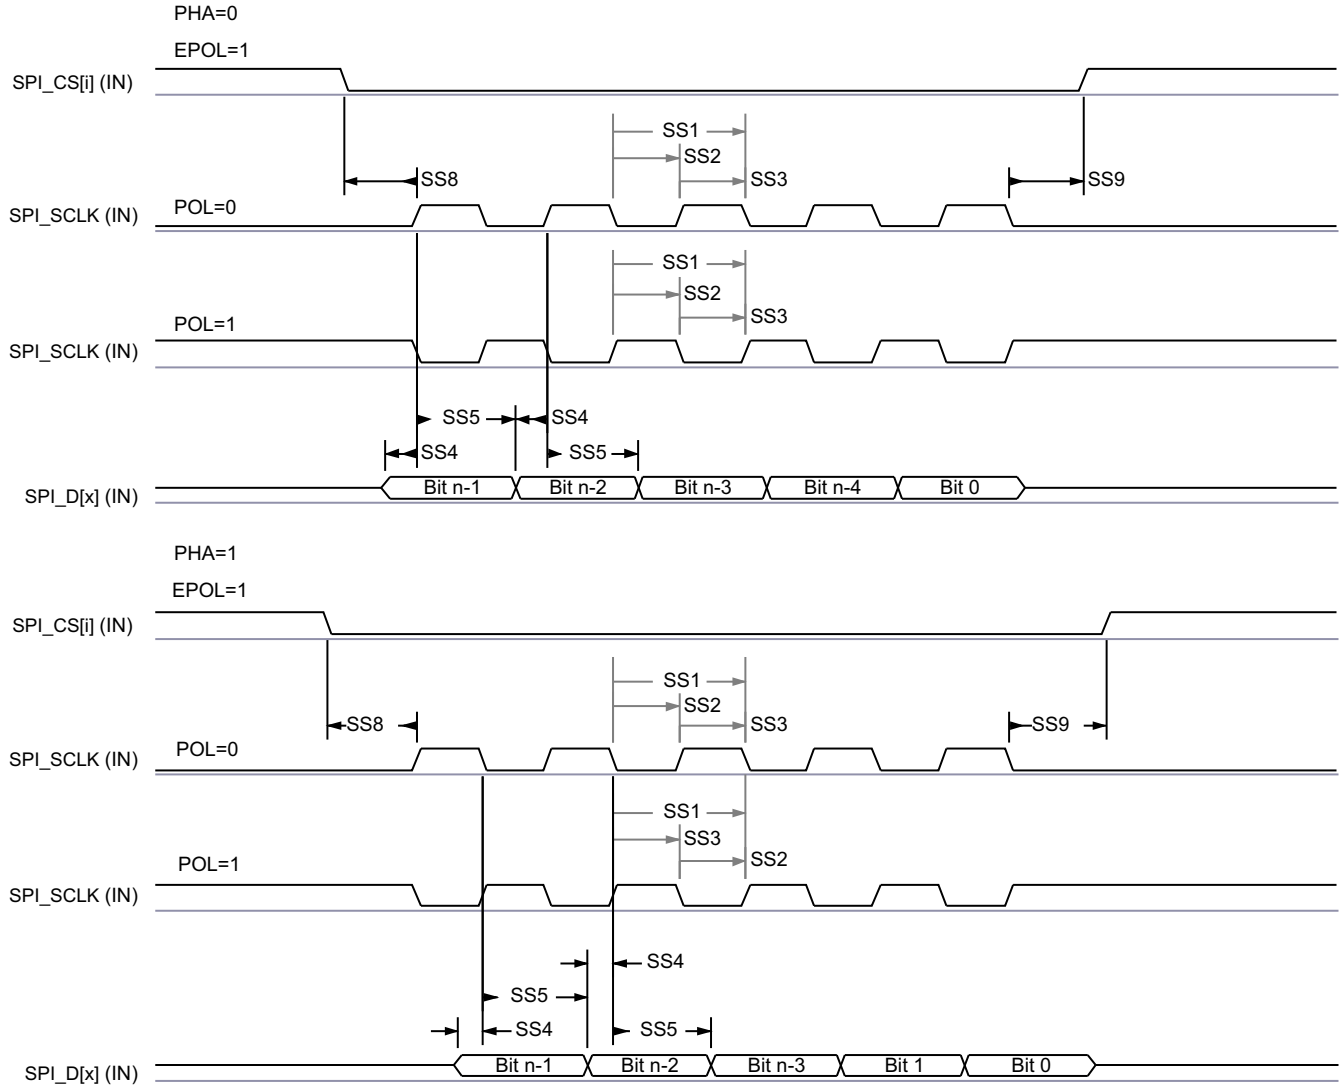 PHA=0
EPOL=1
SPI_CS[i] (IN)
SS1
SS2
SS8
SS3
SS9
SPI_SCLK (IN)
POL=0
SS1
SS2
SS3
POL=1
SPI_SCLK (IN)
SS5
SS4
SS4
SS5
SPI_D[x] (IN)
Bit n-1
Bit n-2
Bit n-3
Bit n-4
Bit 0
PHA=1
EPOL=1
SPI_CS[i] (IN)
SS1
SS2
SS8
SS3
SS9
POL=0
SPI_SCLK (IN)
SS1
SS3
SS2
POL=1
SPI_SCLK (IN)
SS4
SS5
SS4
SS5
SPI_D[x] (IN)
Bit n-1
Bit n-2
Bit n-3
Bit 1
Bit 0